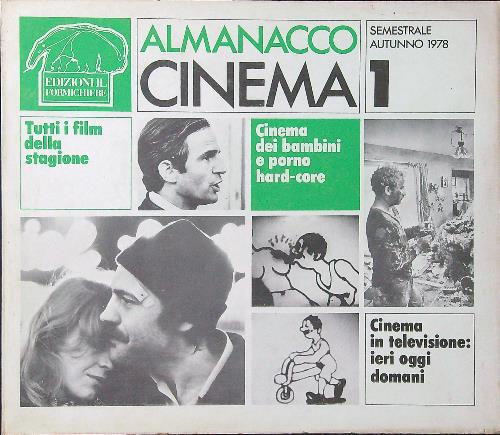 EDIZIONI IL
FORMICHIERE
ALMANACCO
CINEMA
SEMESTRALE
AUTUNNO 1978
1
Tutti i film
della
stagione
Cinema
dei bambini
e porno
hard-core
Cinema
in televisione:
ieri oggi
domani